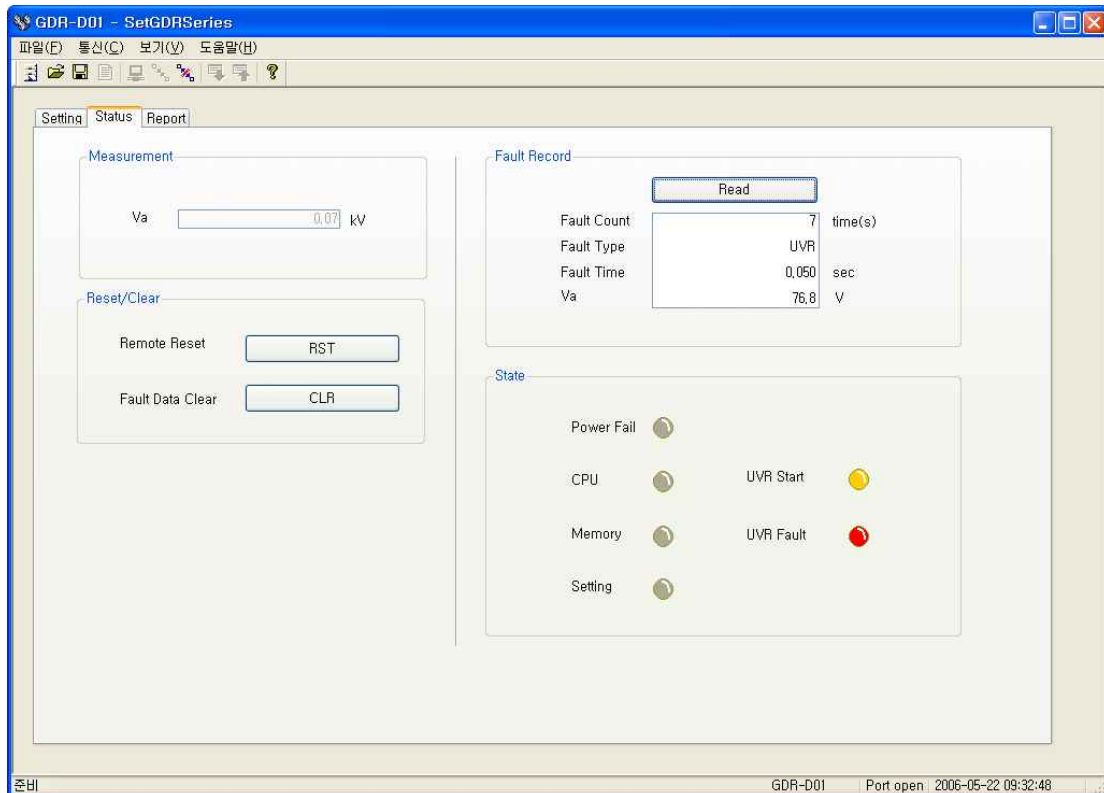 GDR-D01 - SetGDRSeries
파일(F) 통신(C) 보기(V) 도움말(H)
Setting Status Report
Measurement
Va 0,07 kV
Reset/Clear
Remote Reset RST
Fault Data Clear CLR
Fault Record
Read
Fault Count 7 time(s)
Fault Type UVR
Fault Time 0,050 sec
Va 76,8 V
State
Power Fail
CPU UVR Start
Memory UVR Fault
Setting
준비 GDR-D01 Port open 2006-05-22 09:32:48